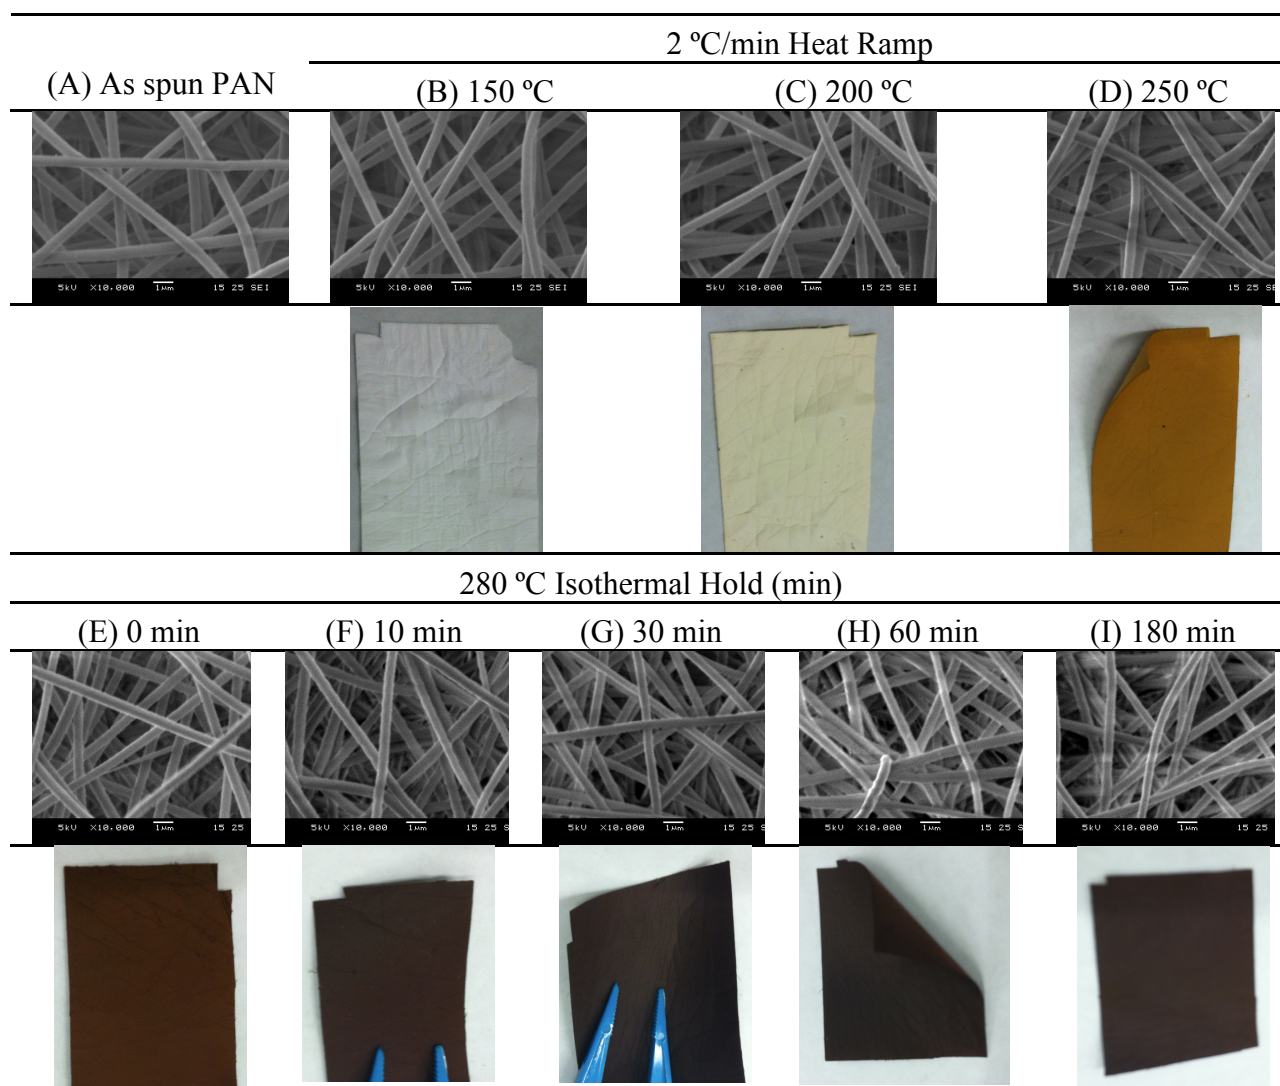 2 ºC/min Heat Ramp
(A) As spun PAN
(B) 150 ºC
(C) 200 ºC
(D) 250 ºC
5kV X10,000 1µm 15 25 SEI
5kV X10,000 1µm 15 25 SEI
5kV X10,000 1µm 15 25 SEI
5kV X10,000 1µm 15 25 SE
280 ºC Isothermal Hold (min)
(E) 0 min
(F) 10 min
(G) 30 min
(H) 60 min
(I) 180 min
5kV X10,000 1µm 15 25
5kV X10,000 1µm 15 25 S
5kV X10,000 1µm 15 25
5kV X10,000 1µm 15 25 S
5kV X10,000 1µm 15 25